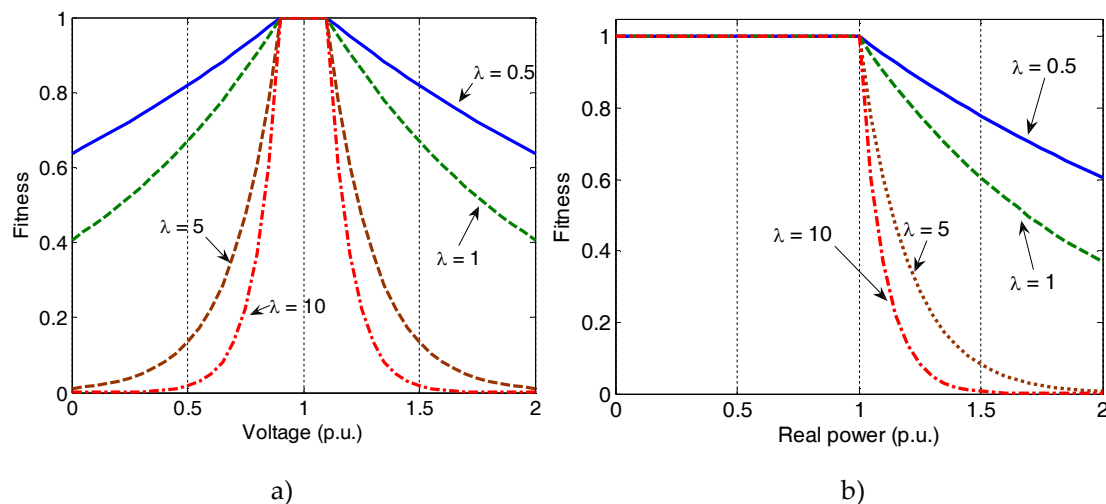 1
0.8
0.6
0.4
0.2
0
Fitness
λ = 0.5
λ = 5
λ = 1
λ = 10
0
0.5
1
1.5
2
Voltage (p.u.)
a)
1
0.8
0.6
0.4
0.2
0
Fitness
λ = 0.5
λ = 10
λ = 5
λ = 1
0
0.5
1
1.5
2
Real power (p.u.)
b)